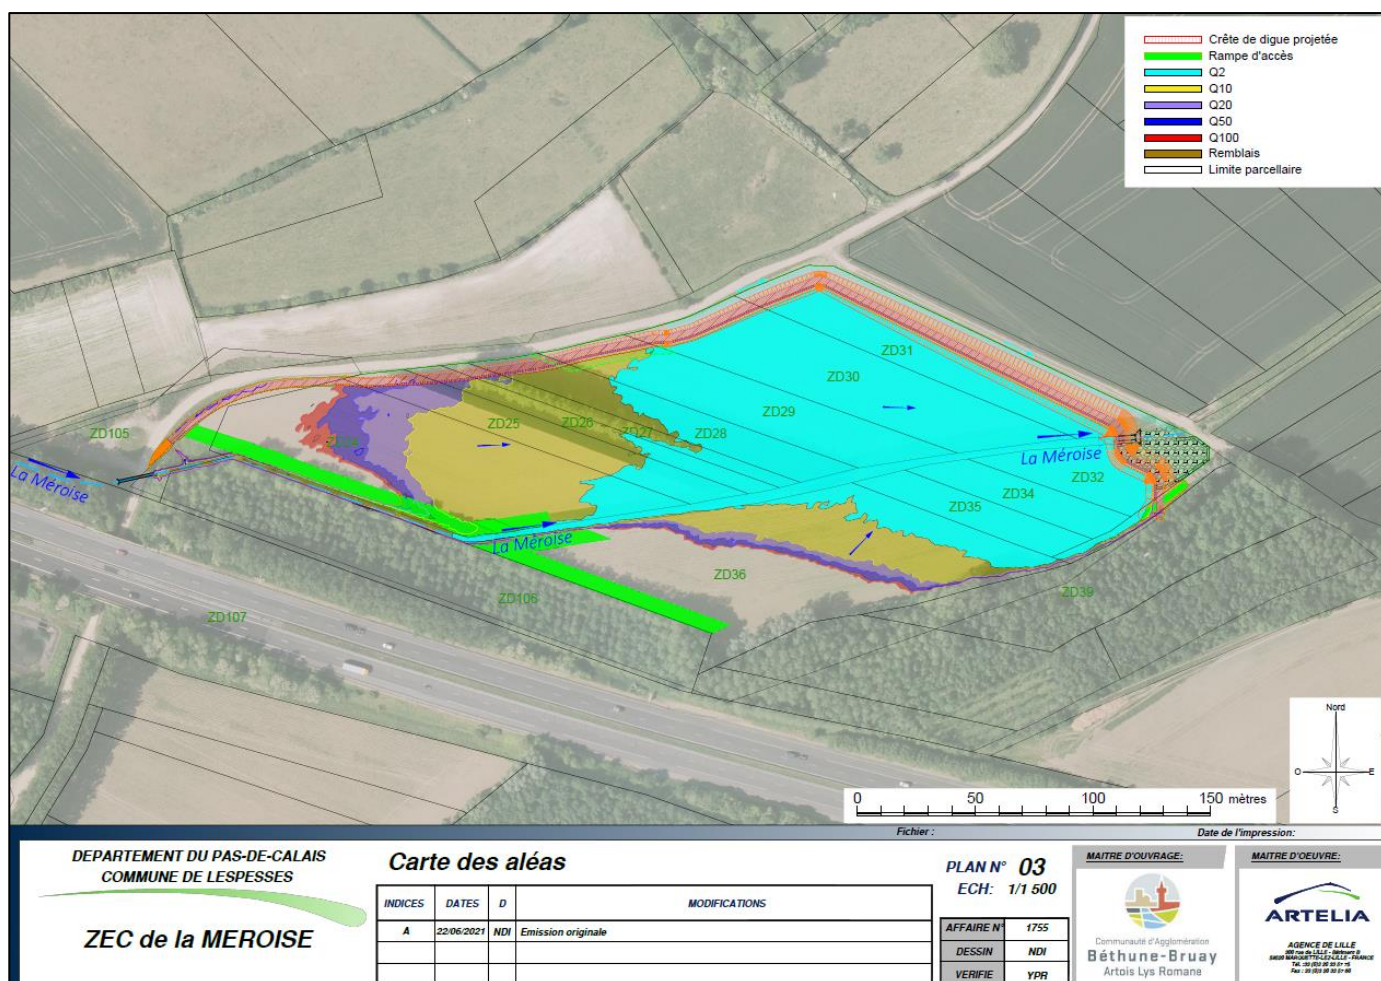 Crête de digue projetée
Rampe d'accès
Q2
Q10
Q20
Q50
Q100
Remblais
Limite parcellaire
ZD31
ZD30
ZD29
ZD25
ZD26
ZD27
ZD28
ZD105
La Méroise
La Méroise
ZD32
ZD34
ZD35
La Méroise
ZD36
ZD39
ZD106
ZD107
Nord
O
E
S
0 50 100 150 mètres
Fichier :
Date de l'impression:
DEPARTEMENT DU PAS-DE-CALAIS
COMMUNE DE LESPESSES
ZEC de la MEROISE
Carte des aléas
INDICES DATES D MODIFICATIONS
A 22/06/2021 NDI Emission originale
PLAN N° 03
ECH: 1/1 500
AFFAIRE N° 1755
DESSIN NDI
VERIFIE YPR
MAITRE D'OUVRAGE:
Communauté d'Agglomération
Béthune-Bruay
Artois Lys Romane
MAITRE D'OEUVRE:
ARTELIA
AGENCE DE LILLE